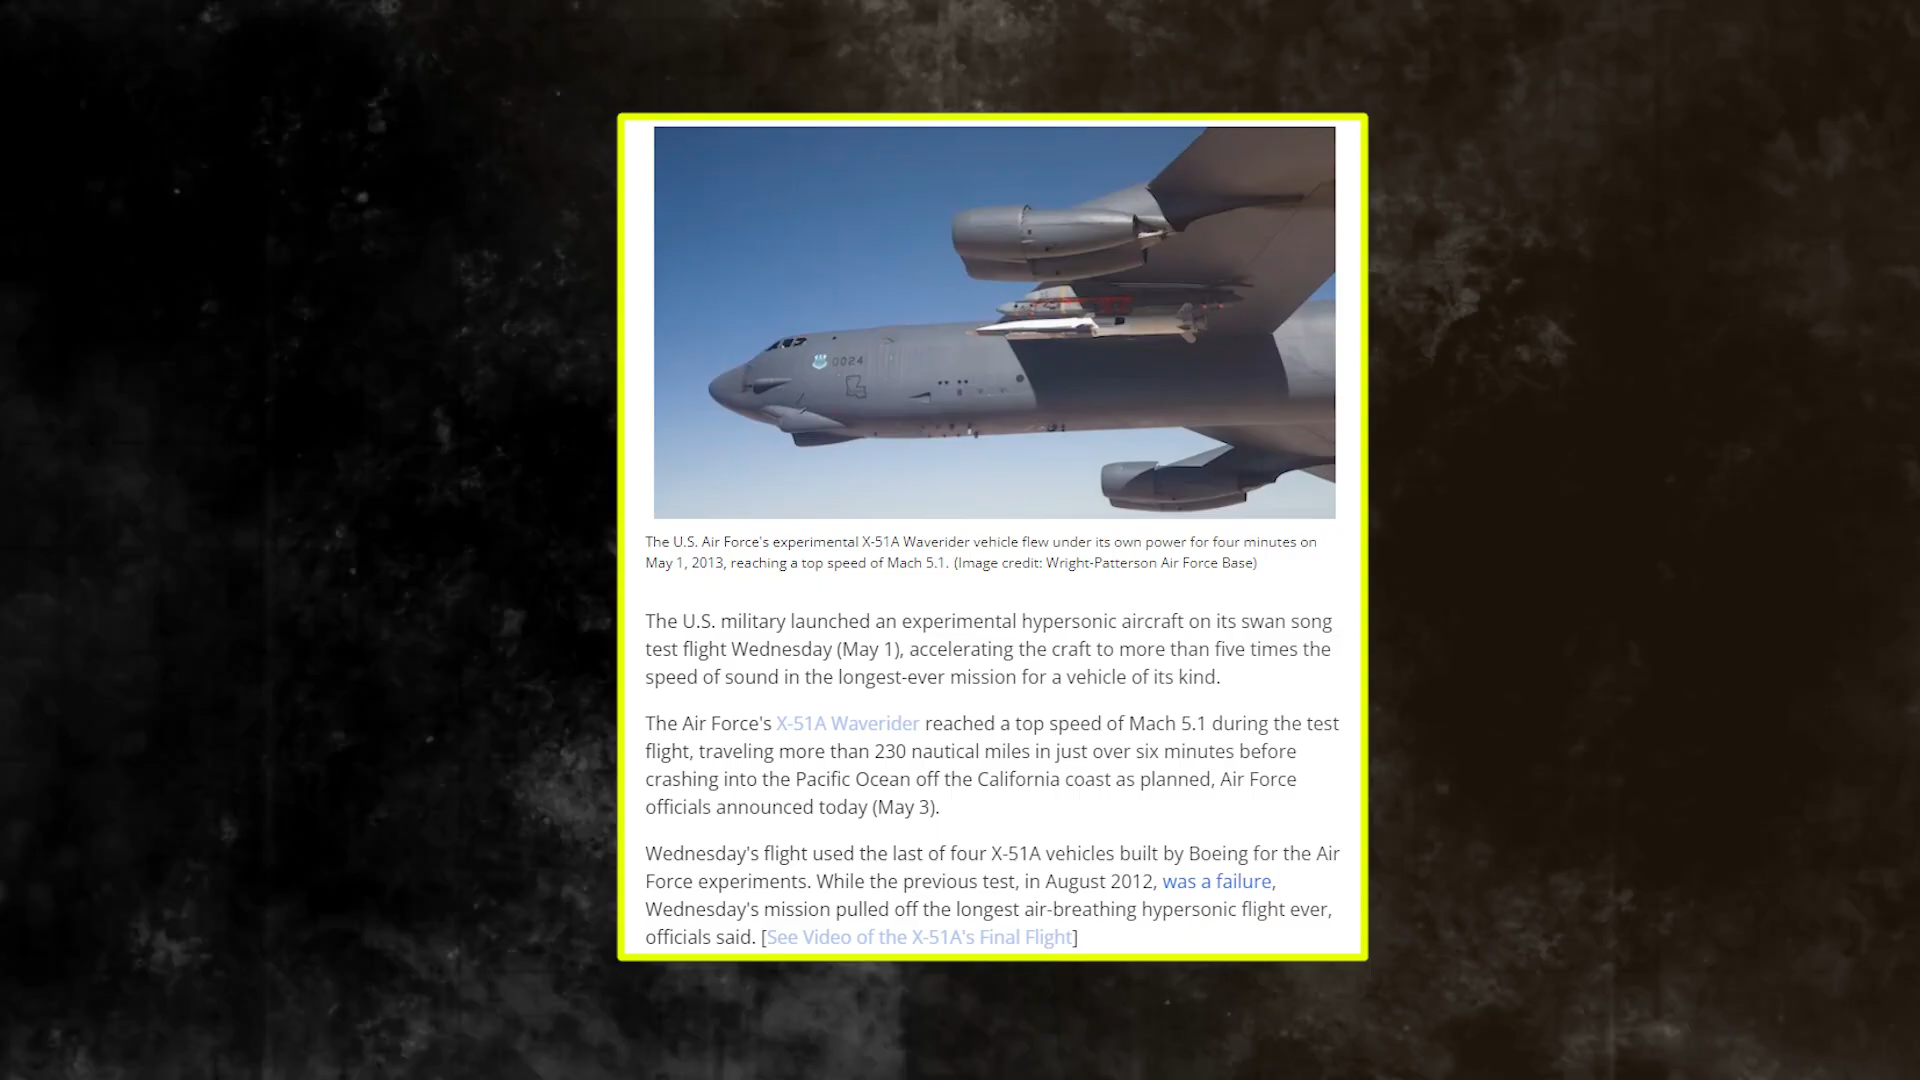 0024
The U.S. Air Force's experimental X-51A Waverider vehicle flew under its own power for four minutes on
May 1, 2013, reaching a top speed of Mach 5.1. (Image credit: Wright-Patterson Air Force Base)
The U.S. military launched an experimental hypersonic aircraft on its swan song
test flight Wednesday (May 1), accelerating the craft to more than five times the
speed of sound in the longest-ever mission for a vehicle of its kind.
The Air Force's X-51A Waverider reached a top speed of Mach 5.1 during the test
flight, traveling more than 230 nautical miles in just over six minutes before
crashing into the Pacific Ocean off the California coast as planned, Air Force
officials announced today (May 3).
Wednesday's flight used the last of four X-51A vehicles built by Boeing for the Air
Force experiments. While the previous test, in August 2012, was a failure,
Wednesday's mission pulled off the longest air-breathing hypersonic flight ever,
officials said. [See Video of the X-51A's Final Flight]